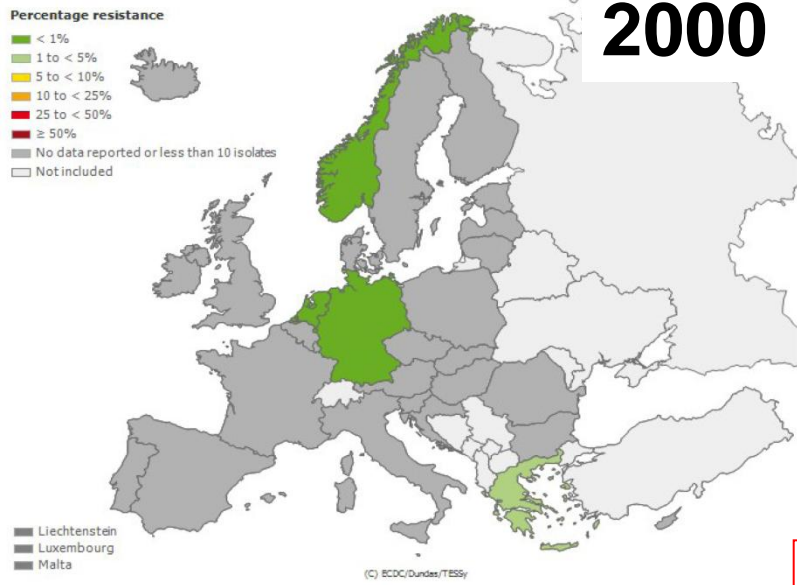 Percentage resistance
< 1%
1 to < 5%
5 to < 10%
10 to < 25%
25 to < 50%
≥ 50%
No data reported or less than 10 isolates
Not included
2000
Liechtenstein
Luxembourg
Malta
(C) ECDC/Dundas/TESSy